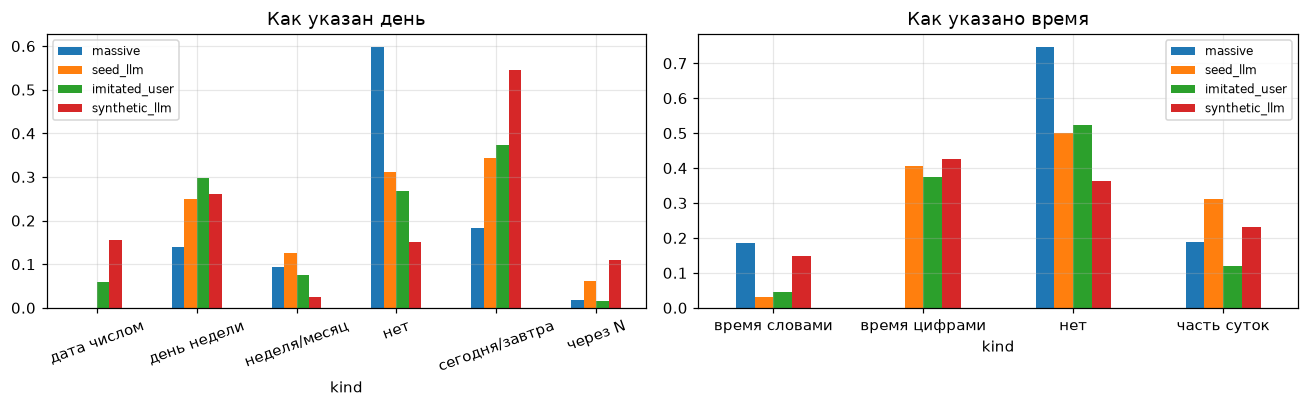 Как указан день
0.6
0.5
0.4
0.3
0.2
0.1
0.0
massive
seed_llm
imitated_user
synthetic_llm
дата числом
день недели
неделя/месяц
нет
сегодня/завтра
через N
kind
Как указано время
0.7
0.6
0.5
0.4
0.3
0.2
0.1
0.0
massive
seed_llm
imitated_user
synthetic_llm
время словами
время цифрами
нет
часть суток
kind